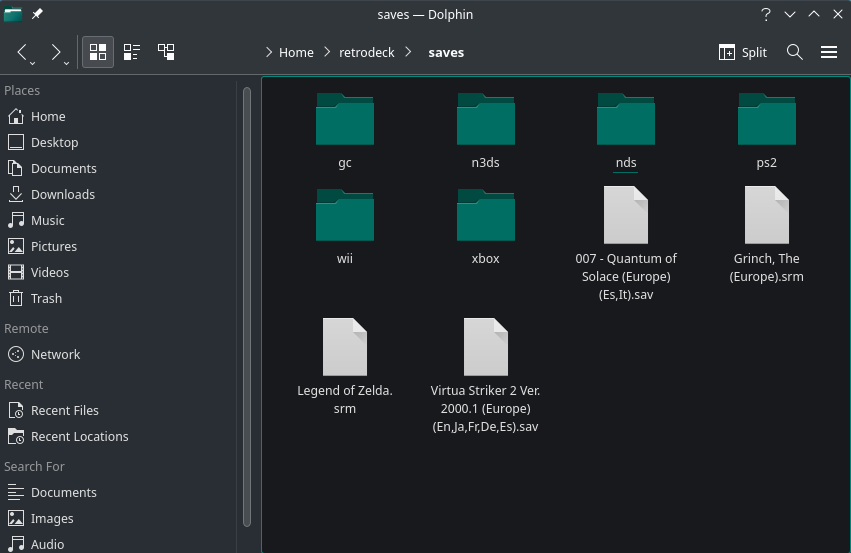 saves — Dolphin
Home
retrodeck
saves
Split
Places
Home
Desktop
Documents
Downloads
Music
Pictures
Videos
Trash
Remote
Network
Recent
Recent Files
Recent Locations
Search For
Documents
Images
Audio
gc
n3ds
nds
ps2
wii
xbox
007 - Quantum of
Solace (Europe)
(Es,It).sav
Grinch, The
(Europe).srm
Legend of Zelda.
srm
Virtua Striker 2 Ver.
2000.1 (Europe)
(En,Ja,Fr,De,Es).sav